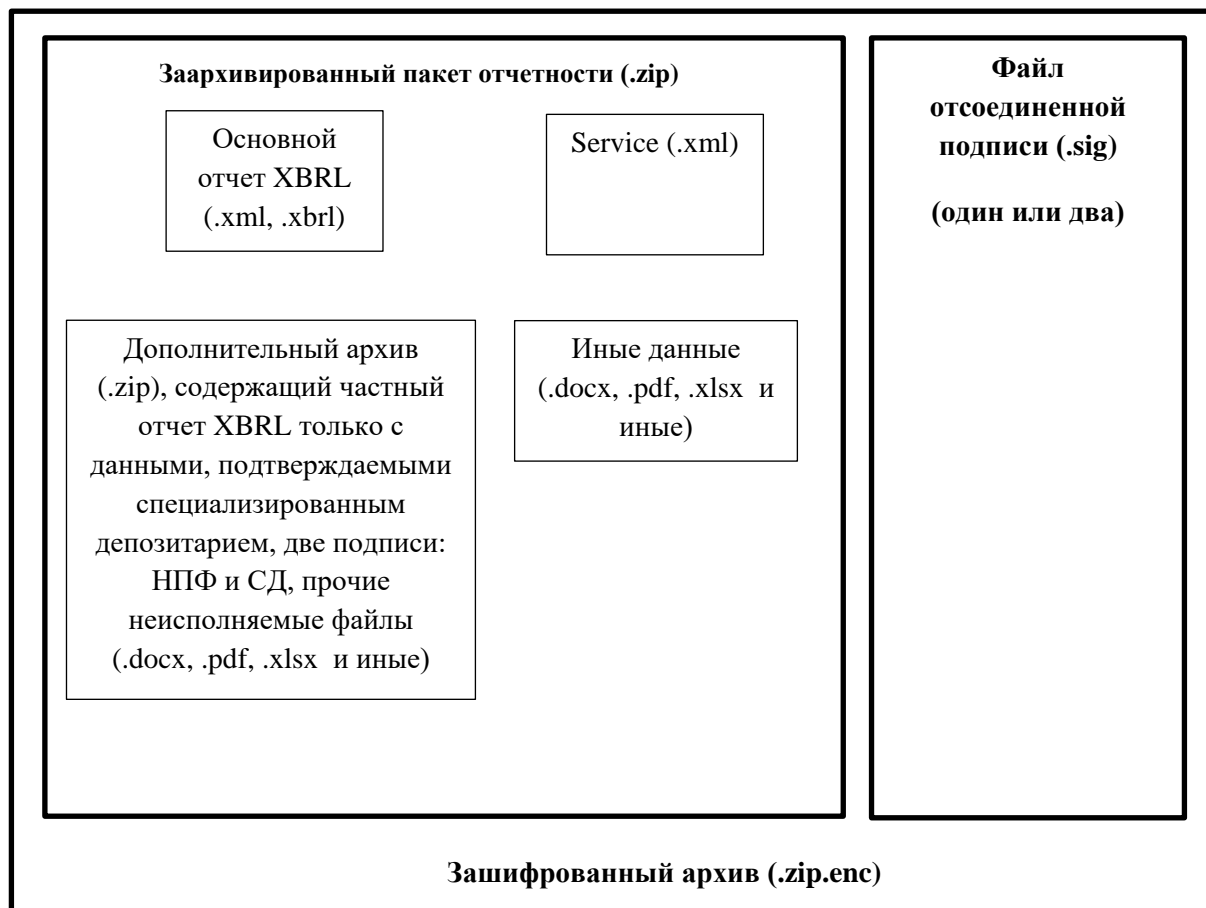 Заархивированный пакет отчетности (.zip)
Основной
отчет XBRL
(.xml, .xbrl)
Service (.xml)
Дополнительный архив
(.zip), содержащий частный
отчет XBRL только с
данными, подтверждаемыми
специализированным
депозитарием, две подписи:
НПФ и СД, прочие
неисполняемые файлы
(.docx, .pdf, .xlsx и иные)
Иные данные
(.docx, .pdf, .xlsx и
иные)
Файл
отсоединенной
подписи (.sig)
(один или два)
Зашифрованный архив (.zip.enc)